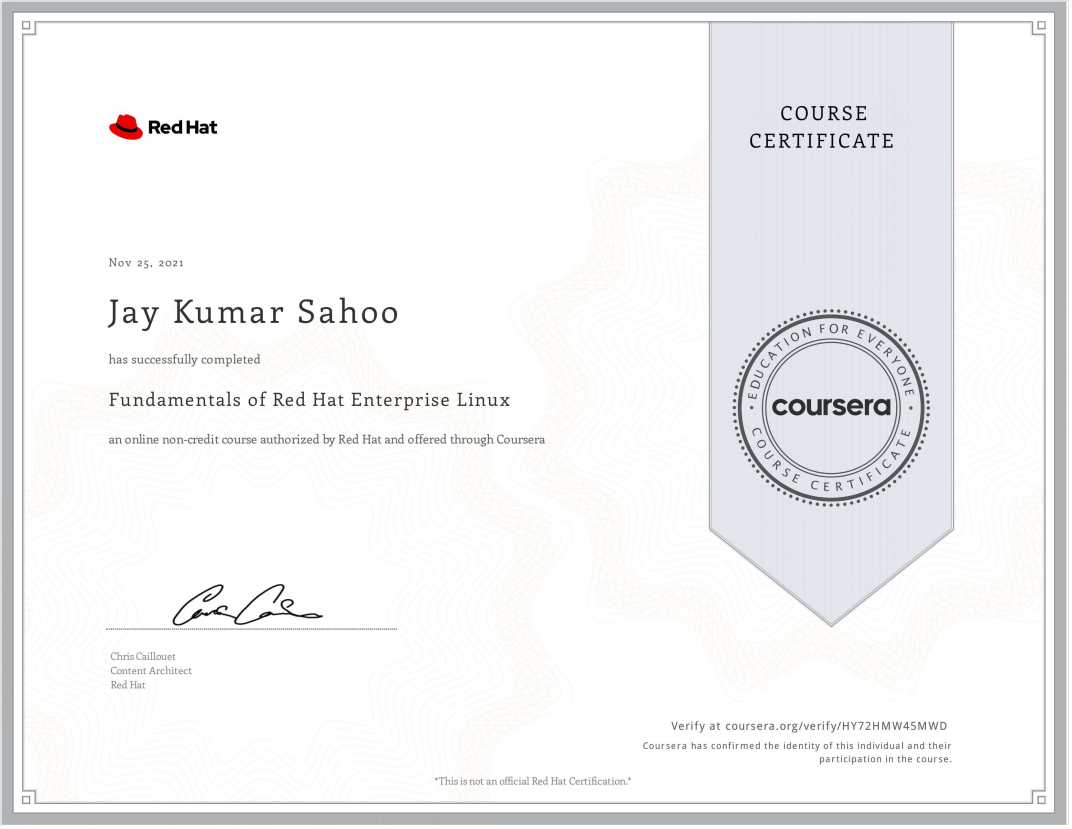 Red Hat
COURSE
CERTIFICATE
Nov 25, 2021
Jay Kumar Sahoo
has successfully completed
Fundamentals of Red Hat Enterprise Linux
an online non-credit course authorized by Red Hat and offered through Coursera
EDUCATION FOR EVERYONE
coursera
COURSE CERTIFICATE
Chris Caillouet
Content Architect
Red Hat
Verify at coursera.org/verify/HY72HMW45MWD
Coursera has confirmed the identity of this individual and their
participation in the course.
*This is not an official Red Hat Certification.*